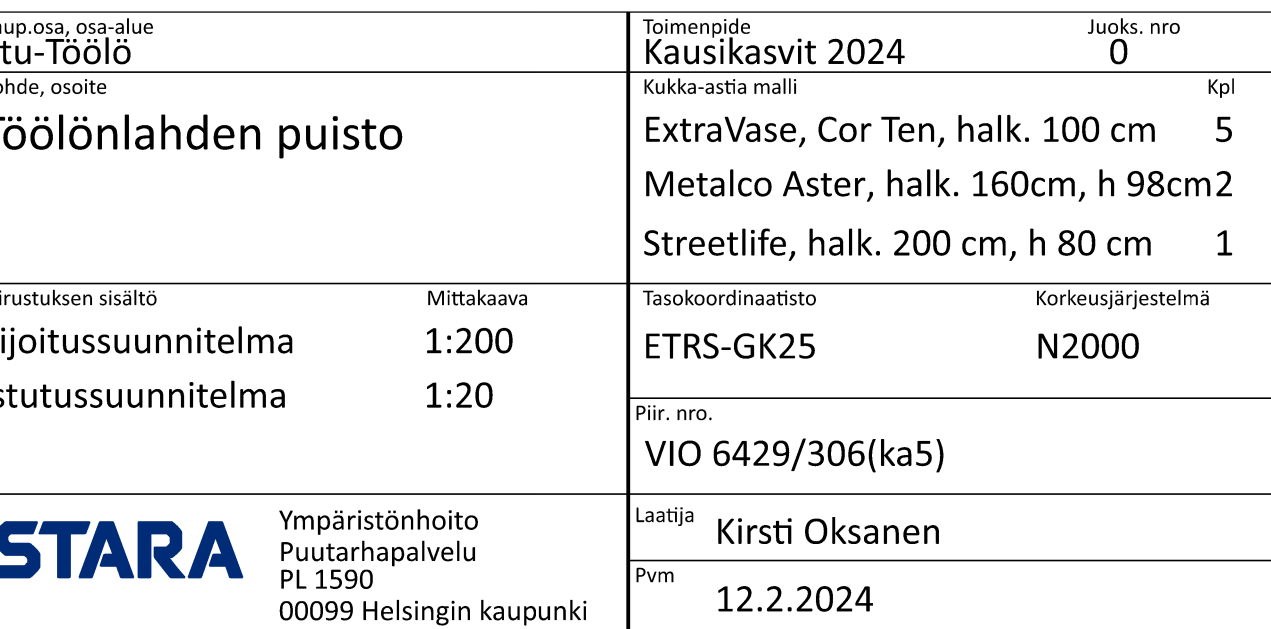 aup.osa, osa-alue
tu-Töölö
ohde, osoite
Töölönlahden puisto
irustuksen sisältö Mittakaava
ijoitussuunnitelma 1:200
stutussuunnitelma 1:20
STARA
Ympäristönhoito
Puutarhapalvelu
PL 1590
00099 Helsingin kaupunki
Toimenpide Juoks. nro
Kausikasvit 2024 0
Kukka-astia malli Kpl
ExtraVase, Cor Ten, halk. 100 cm 5
Metalco Aster, halk. 160cm, h 98cm 2
Streetlife, halk. 200 cm, h 80 cm 1
Tasokoordinaatisto Korkeusjärjestelmä
ETRS-GK25 N2000
Piir. nro.
VIO 6429/306(ka5)
Laatija Kirsti Oksanen
Pvm
12.2.2024